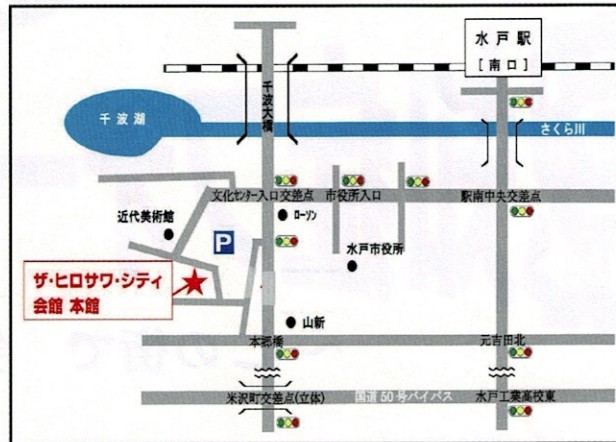 水戸駅
[南口]
千波大橋
千波湖
さくら川
文化センター入口交差点
市役所入口
駅南中央交差点
近代美術館
P
ローソン
水戸市役所
ザ・ヒロサワ・シティ
会館 本館
山新
本郷橋
元吉田北
米沢町交差点(立体)
国道50号バイパス
水戸工業高校東